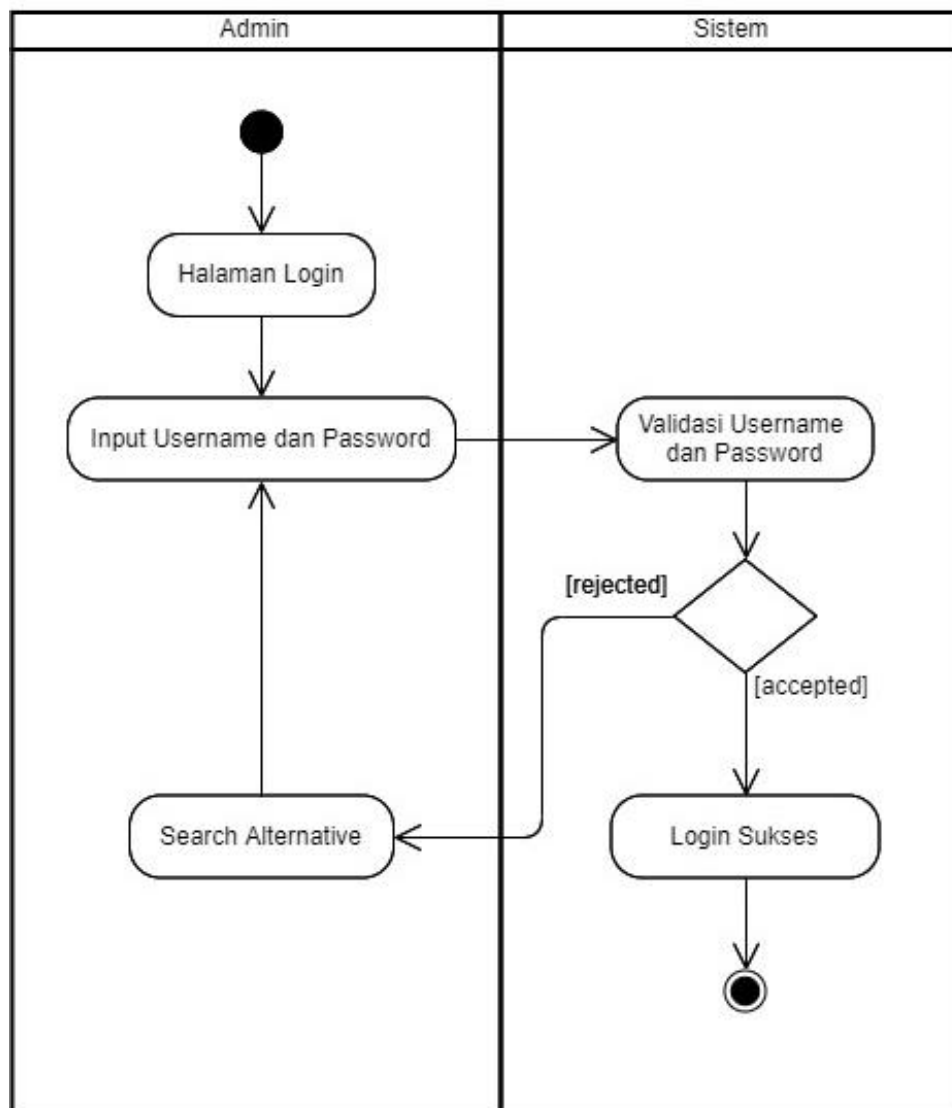 Admin
Sistem
Halaman Login
Input Username dan Password
Validasi Username
dan Password
[rejected]
[accepted]
Search Alternative
Login Sukses